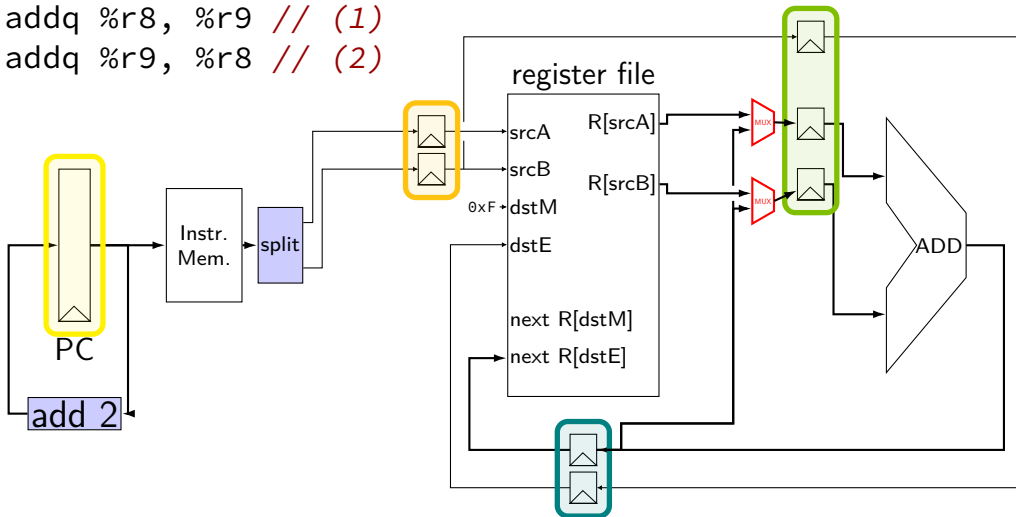 addq %r8, %r9 // (1)
addq %r9, %r8 // (2)
register file
srcA
R[srcA]
srcB
R[srcB]
0xF
dstM
dstE
next R[dstM]
next R[dstE]
MUX
MUX
ADD
Instr.
Mem.
split
PC
add 2